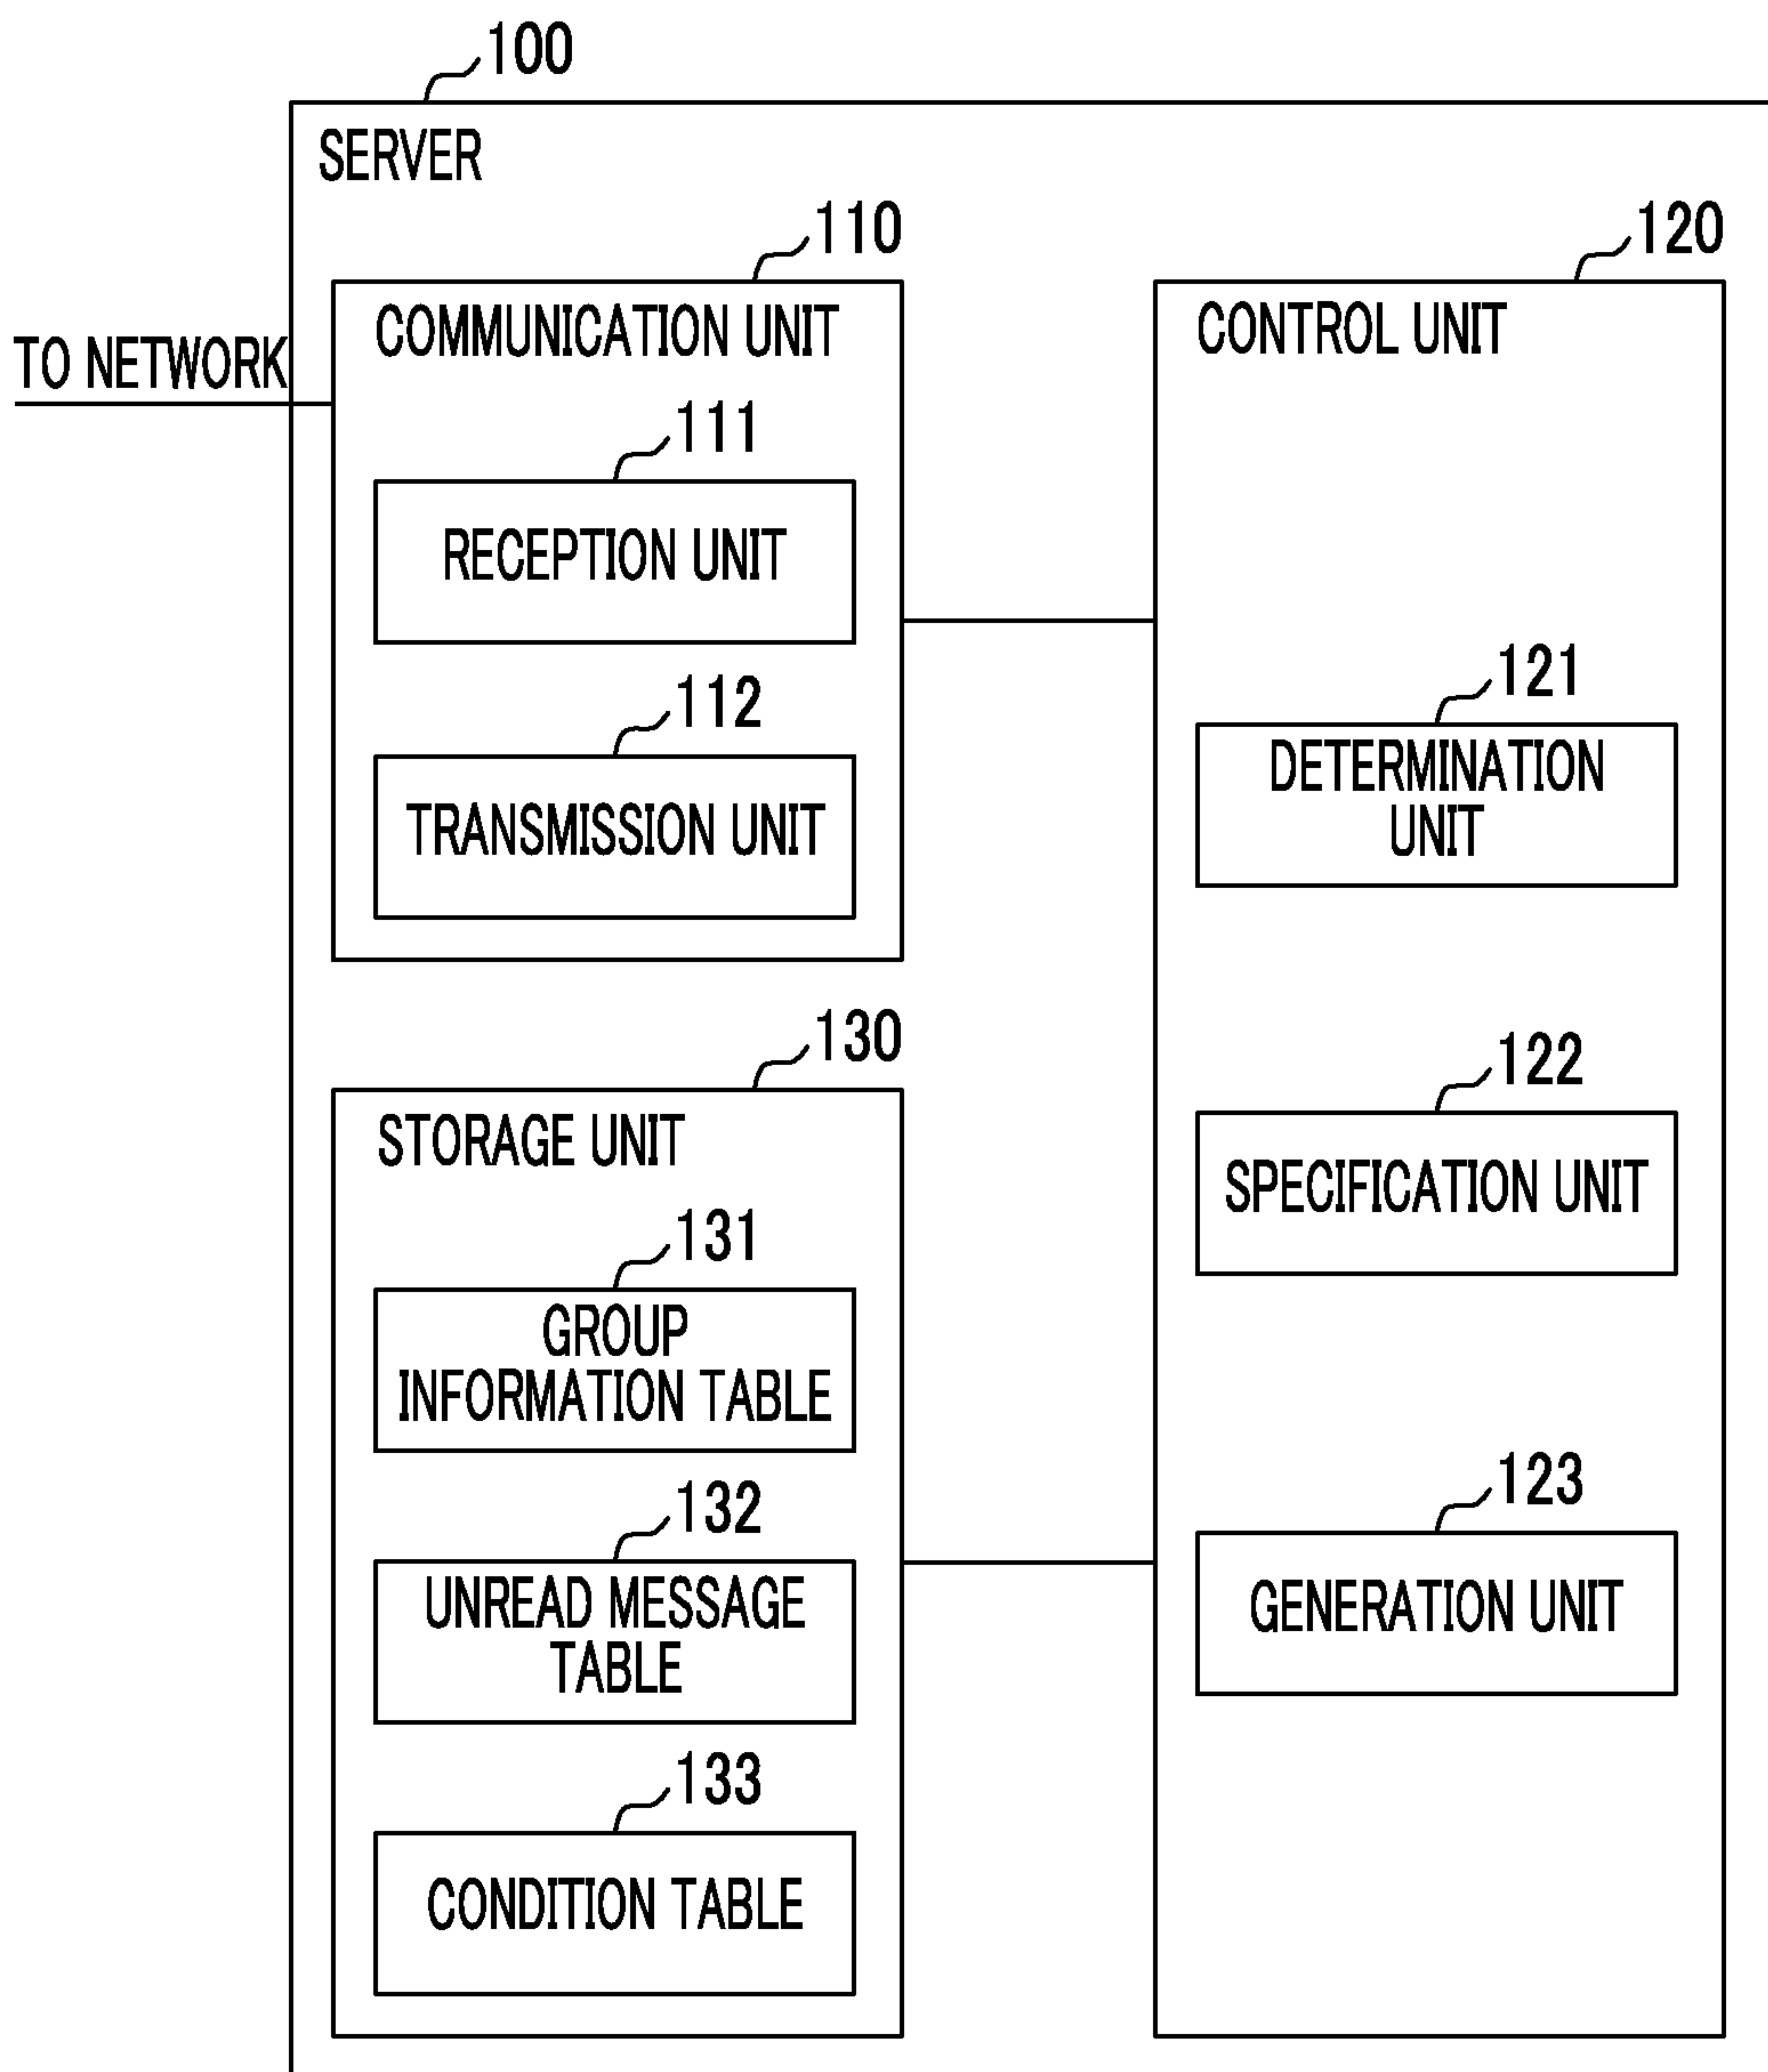 100
SERVER
110
COMMUNICATION UNIT
TO NETWORK
111
RECEPTION UNIT
112
TRANSMISSION UNIT
120
CONTROL UNIT
121
DETERMINATION
UNIT
122
SPECIFICATION UNIT
123
GENERATION UNIT
130
STORAGE UNIT
131
GROUP
INFORMATION TABLE
132
UNREAD MESSAGE
TABLE
133
CONDITION TABLE